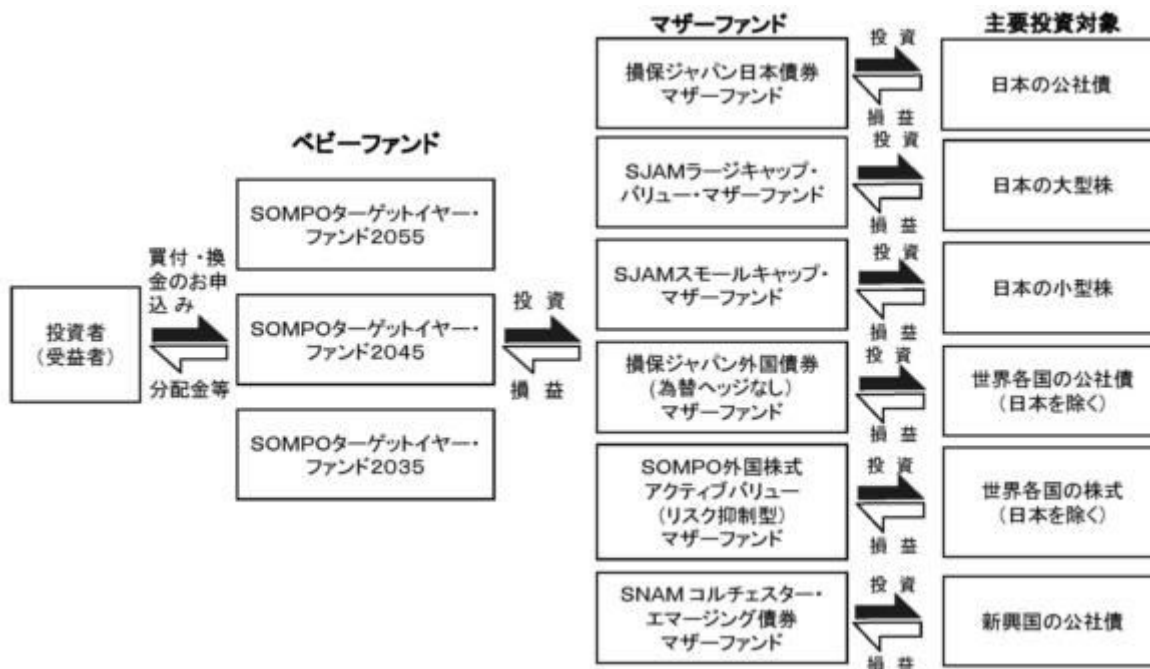 マザーファンド
主要投資対象
投資
損保ジャパン日本債券
マザーファンド
日本の公社債
損益
ベビーファンド
投資
SJAMラージキャップ・
バリュー・マザーファンド
日本の大型株
損益
SOMPOターゲットイヤー・
ファンド2055
買付・換
金のお申
込み
投資者
(受益者)
分配金等
SOMPOターゲットイヤー・
ファンド2045
投資
損益
SOMPOターゲットイヤー・
ファンド2035
投資
SJAMスモールキャップ・
マザーファンド
日本の小型株
損益
投資
損保ジャパン外国債券
(為替ヘッジなし)
マザーファンド
世界各国の公社債
(日本を除く)
損益
投資
SOMPO外国株式
アクティブバリュー
(リスク抑制型)
マザーファンド
世界各国の株式
(日本を除く)
損益
投資
SNAMコルチェスター・
エマージング債券
マザーファンド
新興国の公社債
損益